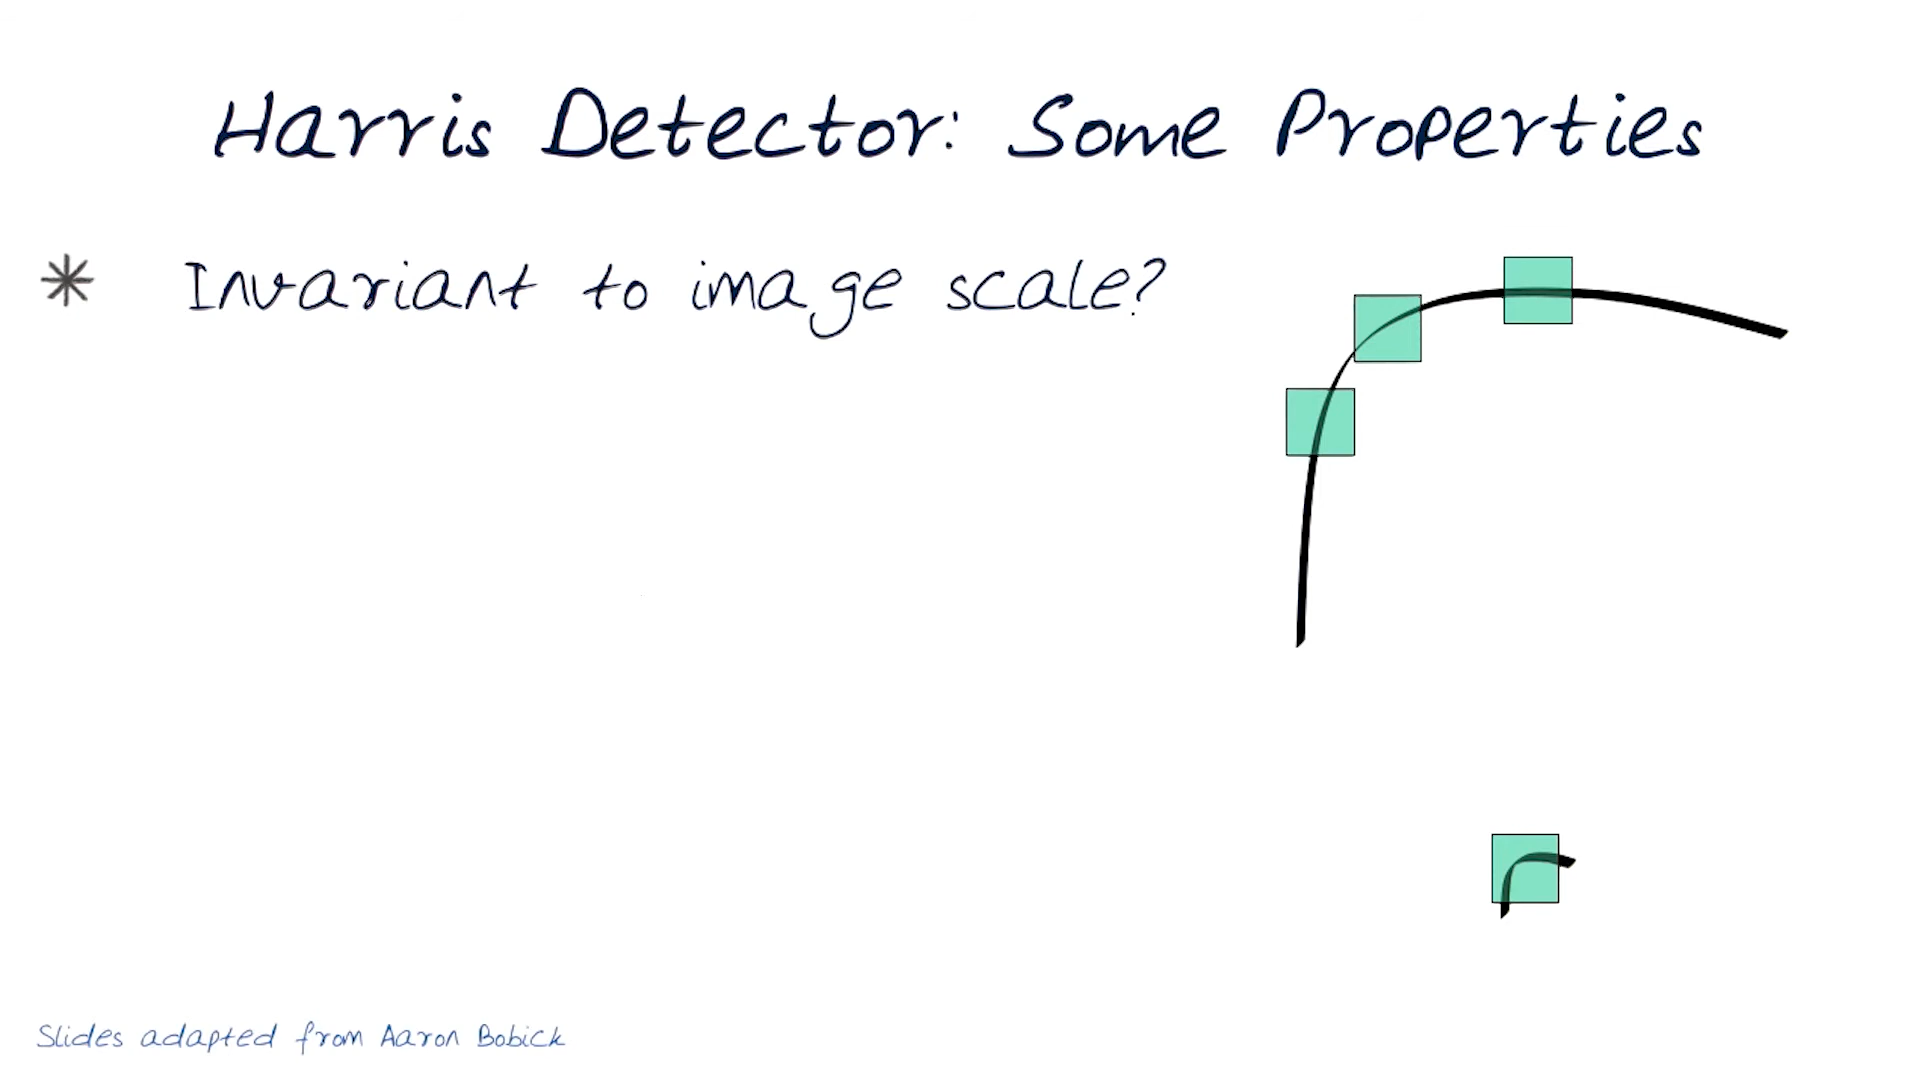 Harris Detector: Some Properties
* Invariant to image scale?
Slides adapted from Aaron Bobick